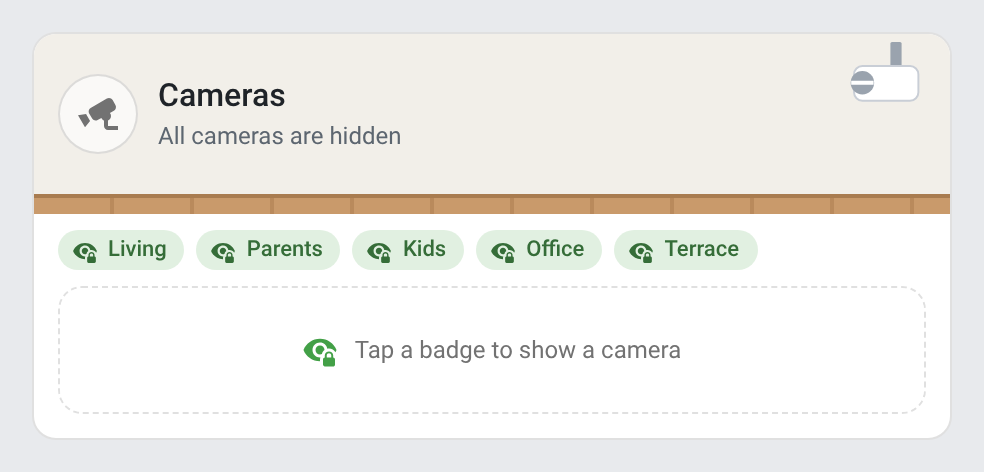 Cameras
All cameras are hidden
Living Parents Kids Office Terrace
Tap a badge to show a camera